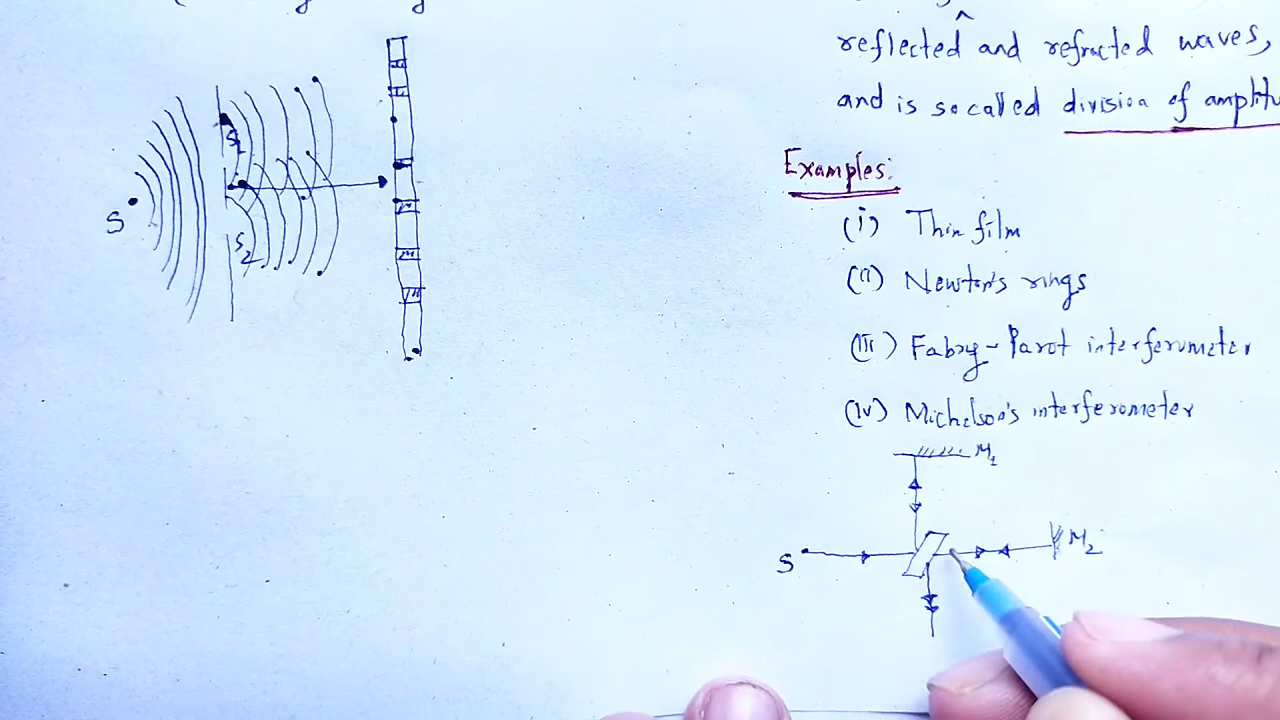 reflected and refracted waves,
and is so called division of amplitu
Examples:
(i) Thin film
(ii) Newton's rings
(iii) Fabry-Parot interferometer
(iv) Michelson's interferometer
S
S1
S2
M1
S
M2